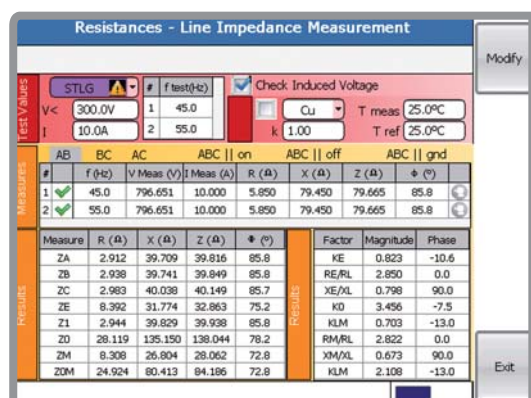 Resistances - Line Impedance Measurement
Modify
Test Values
STLG
V< 300.0V
I 10.0A
# f test(Hz)
1 45.0
2 55.0
Check Induced Voltage
Cu T meas 25.0ºC
k 1.00 T ref 25.0ºC
Measures
AB BC AC ABC || on ABC || off ABC || gnd
# f (Hz) V Meas (V) I Meas (A) R (Ω) X (Ω) Z (Ω) Φ (º)
1 45.0 796.651 10.000 5.850 79.450 79.665 85.8
2 55.0 796.651 10.000 5.850 79.450 79.665 85.8
Results
Measure R (Ω) X (Ω) Z (Ω) Φ (º)
ZA 2.912 39.709 39.816 85.8
ZB 2.938 39.741 39.849 85.8
ZC 2.983 40.038 40.149 85.7
ZE 8.392 31.774 32.863 75.2
Z1 2.944 39.829 39.938 85.8
Z0 28.119 135.150 138.044 78.2
ZM 8.308 26.804 28.062 72.8
Z0M 24.924 80.413 84.186 72.8
Results
Factor Magnitude Phase
KE 0.823 -10.6
RE/RL 2.850 0.0
XE/XL 0.798 90.0
K0 3.456 -7.5
KLM 0.703 -13.0
RM/RL 2.822 0.0
XM/XL 0.673 90.0
KLM 2.108 -13.0
Exit